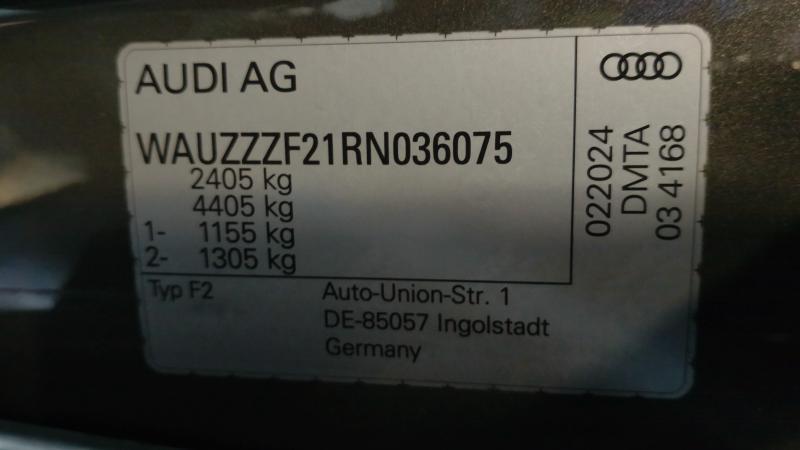 AUDI AG
WAUZZZF21RN036075
2405 kg
4405 kg
1- 1155 kg
2- 1305 kg
Typ F2
Auto-Union-Str. 1
DE-85057 Ingolstadt
Germany
022024
DMTA
03 4168